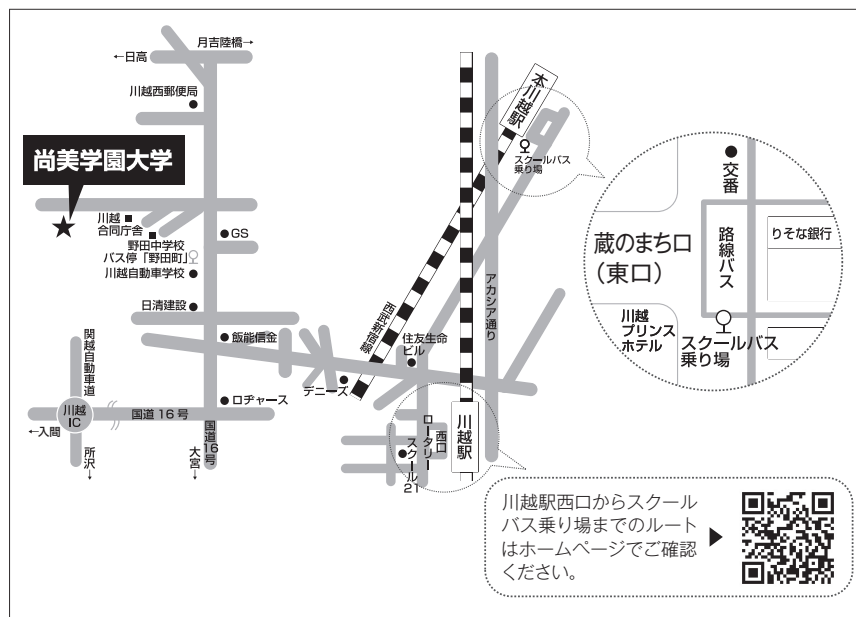 月吉陸橋→
←日高
川越西郵便局
尚美学園大学
川越
合同庁舎
野田中学校
バス停「野田町」
川越自動車学校
GS
日清建設
飯能信金
関越自動車道
川越
IC
国道16号
←入間
所沢→
国道16号
大宮→
ロヂャース
デニーズ
西武新宿線
住友生命
ビル
アカシア通り
本川越駅
スクールバス
乗り場
川越駅
西口
ロータリー
スクール21
交番
蔵のまち口
(東口)
路線バス
りそな銀行
川越
プリンス
ホテル
スクールバス
乗り場
川越駅西口からスクール
バス乗り場までのルート
はホームページでご確認
ください。